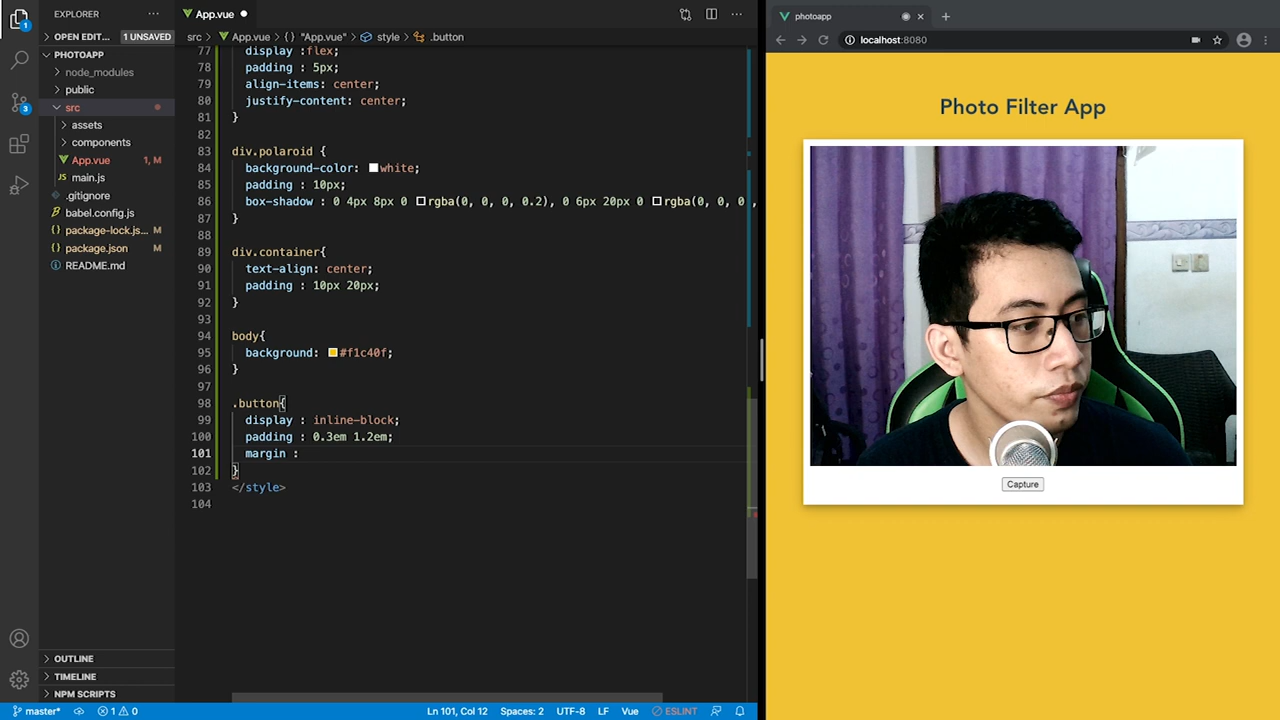 EXPLORER
OPEN EDIT... 1 UNSAVED
PHOTOAPP
node_modules
public
src
assets
components
App.vue 1, M
main.js
.gitignore
babel.config.js
package-lock.js... M
package.json M
README.md
OUTLINE
TIMELINE
NPM SCRIPTS
1
3
App.vue
src > App.vue > {} "App.vue" > style > .button
77 display :flex;
78 padding : 5px;
79 align-items: center;
80 justify-content: center;
81 }
82
83 div.polaroid {
84 background-color: white;
85 padding : 10px;
86 box-shadow : 0 4px 8px 0 rgba(0, 0, 0, 0.2), 0 6px 20px 0 rgba(0, 0, 0,
87 }
88
89 div.container{
90 text-align: center;
91 padding : 10px 20px;
92 }
93
94 body{
95 background: #f1c40f;
96 }
97
98 .button{
99 display : inline-block;
100 padding : 0.3em 1.2em;
101 margin :
102 }
103 </style>
104
master* 1 0 Ln 101, Col 12 Spaces: 2 UTF-8 LF Vue ESLINT
photoapp
localhost:8080
Photo Filter App
Capture